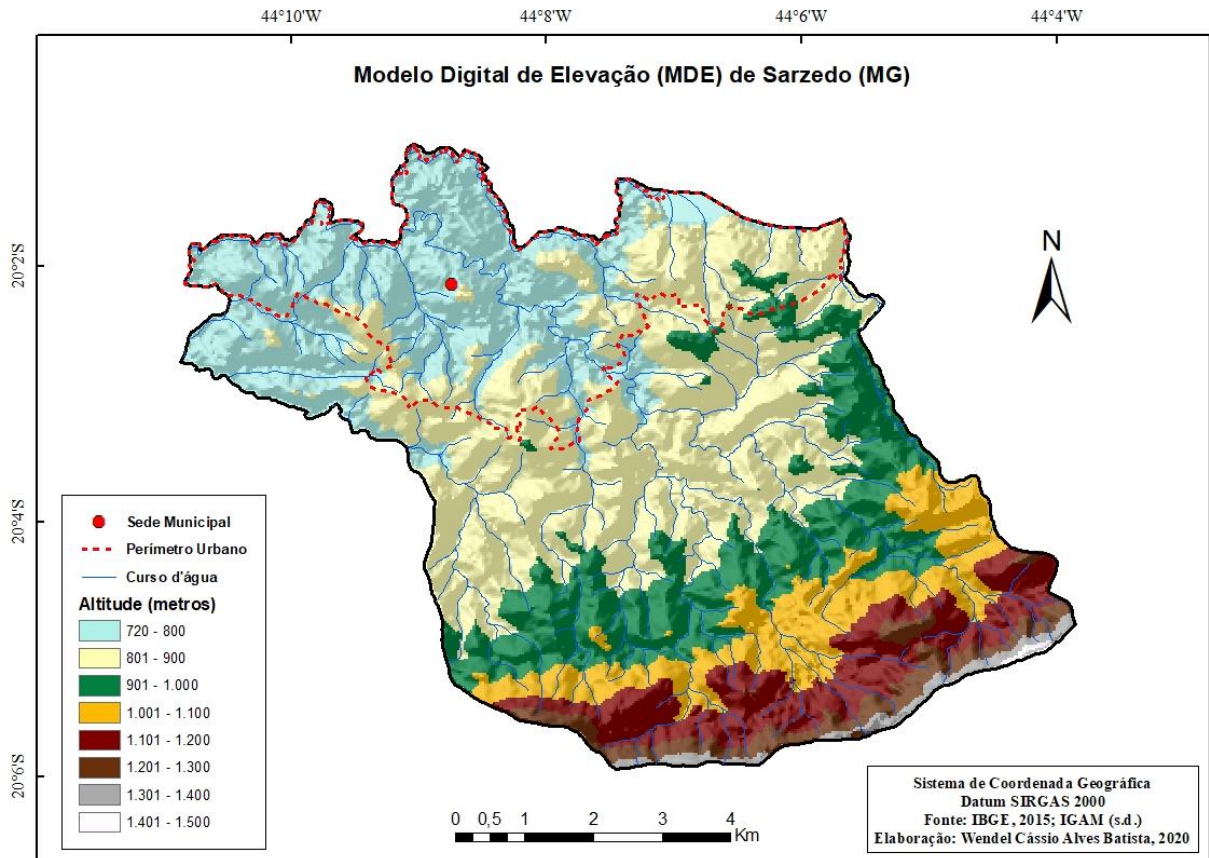 44°10'W 44°8'W 44°6'W 44°4'W
Modelo Digital de Elevação (MDE) de Sarzedo (MG)
20°2'S
N
20°4'S
Sede Municipal
Perímetro Urbano
Curso d'água
Altitude (metros)
720 - 800
801 - 900
901 - 1.000
1.001 - 1.100
1.101 - 1.200
1.201 - 1.300
1.301 - 1.400
1.401 - 1.500
20°6'S
0 0,5 1 2 3 4
Km
Sistema de Coordenada Geográfica
Datum SIRGAS 2000
Fonte: IBGE, 2015; IGAM (s.d.)
Elaboração: Wendel Cássio Alves Batista, 2020